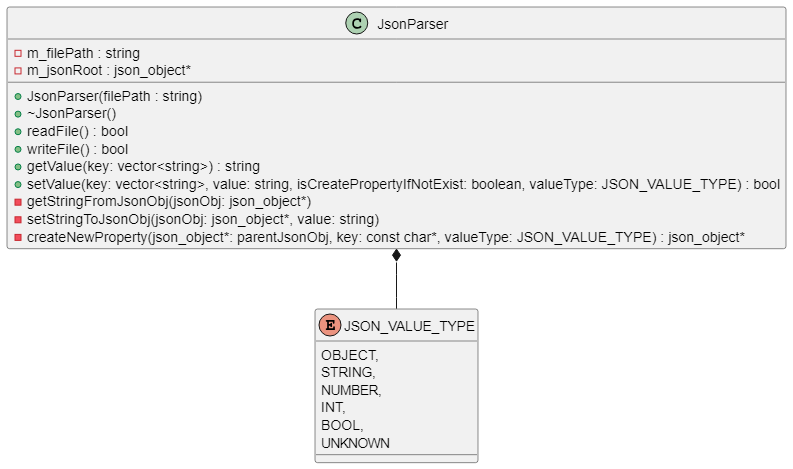 C JsonParser
m_filePath : string
m_jsonRoot : json_object*
JsonParser(filePath : string)
~JsonParser()
readFile() : bool
writeFile() : bool
getValue(key: vector<string>) : string
setValue(key: vector<string>, value: string, isCreatePropertyIfNotExist: boolean, valueType: JSON_VALUE_TYPE) : bool
getStringFromJsonObj(jsonObj: json_object*)
setStringToJsonObj(jsonObj: json_object*, value: string)
createNewProperty(json_object*: parentJsonObj, key: const char*, valueType: JSON_VALUE_TYPE) : json_object*
E JSON_VALUE_TYPE
OBJECT,
STRING,
NUMBER,
INT,
BOOL,
UNKNOWN